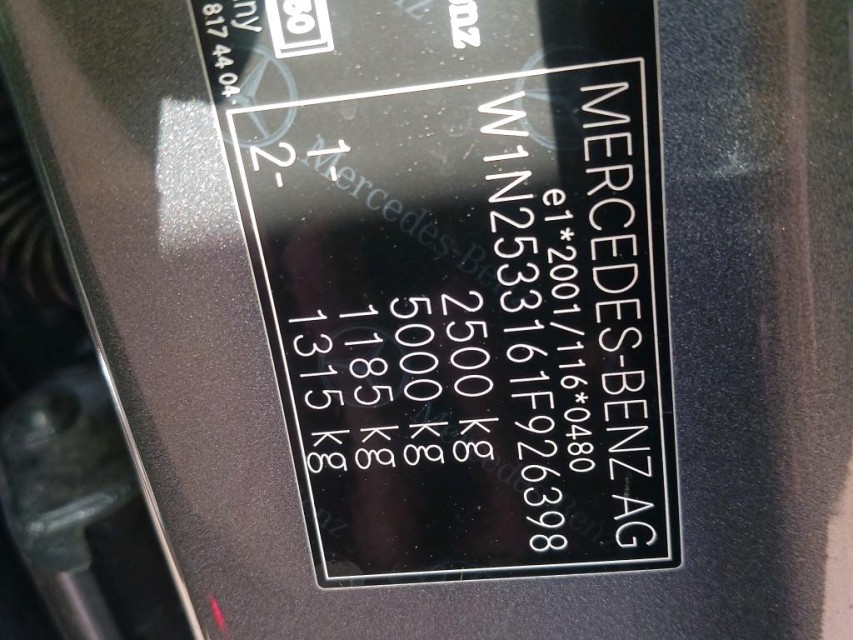 MERCEDES-BENZ AG
e1*2001/116*0480
W1N2533161F926398
2500 kg
5000 kg
1- 1185 kg
2- 1315 kg
817 44 04